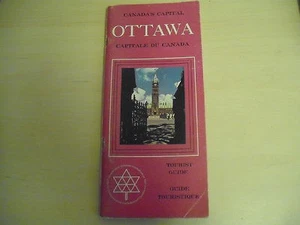 CANADA'S CAPITAL
OTTAWA
CAPITALE DU CANADA
TOURIST
GUIDE
GUIDE
TOURISTIQUE